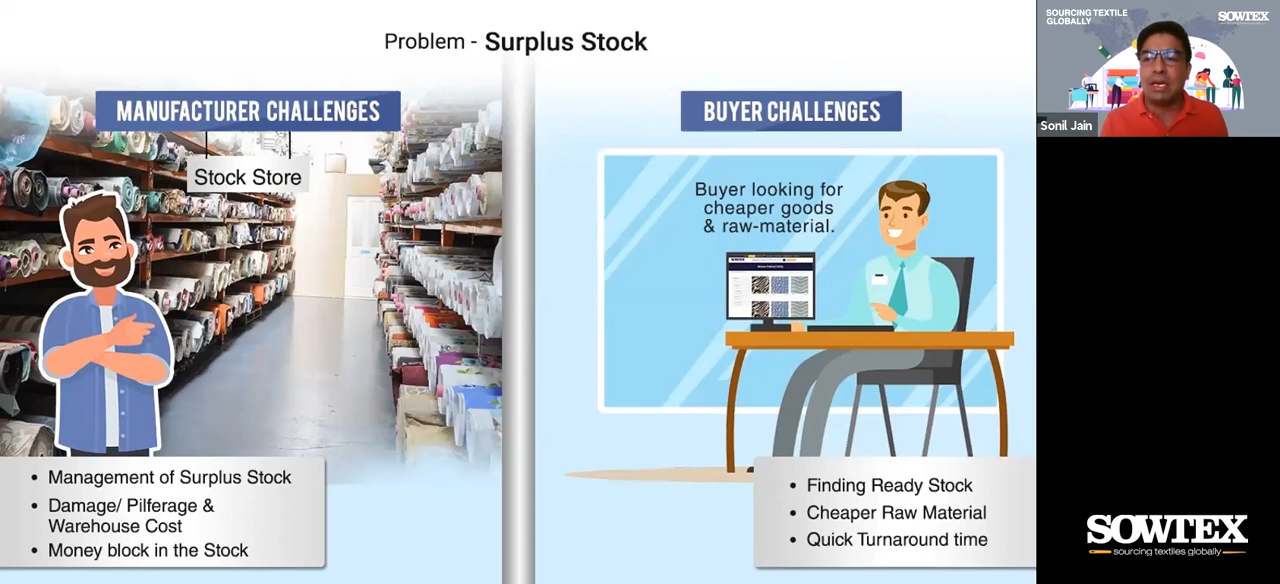 Problem - Surplus Stock
MANUFACTURER CHALLENGES
Stock Store
• Management of Surplus Stock
• Damage/ Pilferage &
Warehouse Cost
• Money block in the Stock
BUYER CHALLENGES
Buyer looking for
cheaper goods
& raw-material.
SOWTEX
• Finding Ready Stock
• Cheaper Raw Material
• Quick Turnaround time
SOURCING TEXTILE
GLOBALLY
SOWTEX
Sonil Jain
SOWTEX
sourcing textiles globally